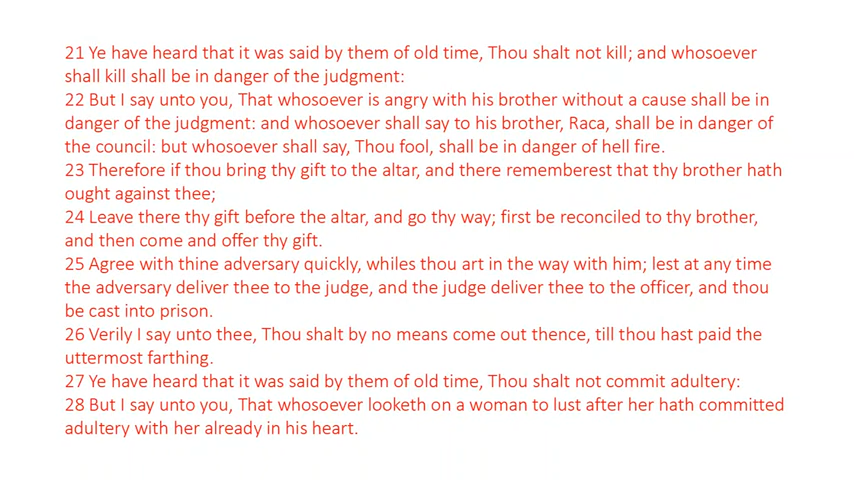 21 Ye have heard that it was said by them of old time, Thou shalt not kill; and whosoever
shall kill shall be in danger of the judgment:
22 But I say unto you, That whosoever is angry with his brother without a cause shall be in
danger of the judgment: and whosoever shall say to his brother, Raca, shall be in danger of
the council: but whosoever shall say, Thou fool, shall be in danger of hell fire.
23 Therefore if thou bring thy gift to the altar, and there rememberest that thy brother hath
ought against thee;
24 Leave there thy gift before the altar, and go thy way; first be reconciled to thy brother,
and then come and offer thy gift.
25 Agree with thine adversary quickly, whiles thou art in the way with him; lest at any time
the adversary deliver thee to the judge, and the judge deliver thee to the officer, and thou
be cast into prison.
26 Verily I say unto thee, Thou shalt by no means come out thence, till thou hast paid the
uttermost farthing.
27 Ye have heard that it was said by them of old time, Thou shalt not commit adultery:
28 But I say unto you, That whosoever looketh on a woman to lust after her hath committed
adultery with her already in his heart.